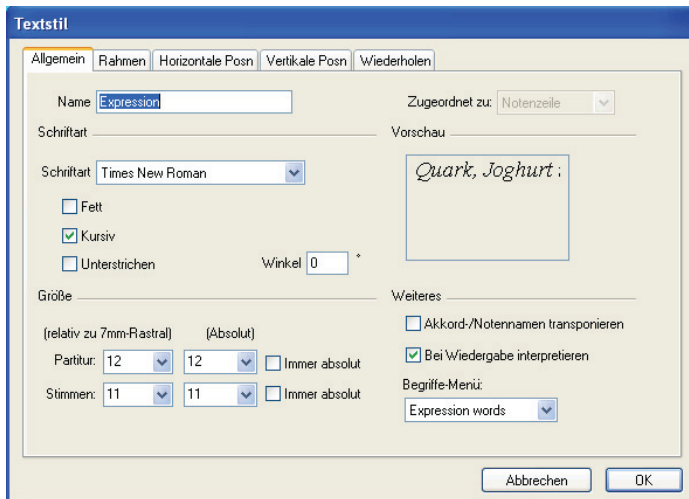 Textstil
Allgemein Rahmen Horizontale Posn Vertikale Posn Wiederholen
Name Expression Zugeordnet zu: Notenzeile
Schriftart Vorschau
Schriftart Times New Roman Quark, Joghurt
Fett
Kursiv
Unterstrichen Winkel 0 °
Größe Weiteres
(relativ zu 7mm-Rastral) (Absolut) Akkord-/Notennamen transponieren
Partitur: 12 12 Immer absolut Bei Wiedergabe interpretieren
Stimmen: 11 11 Immer absolut Begriffe-Menü:
Expression words
Abbrechen OK